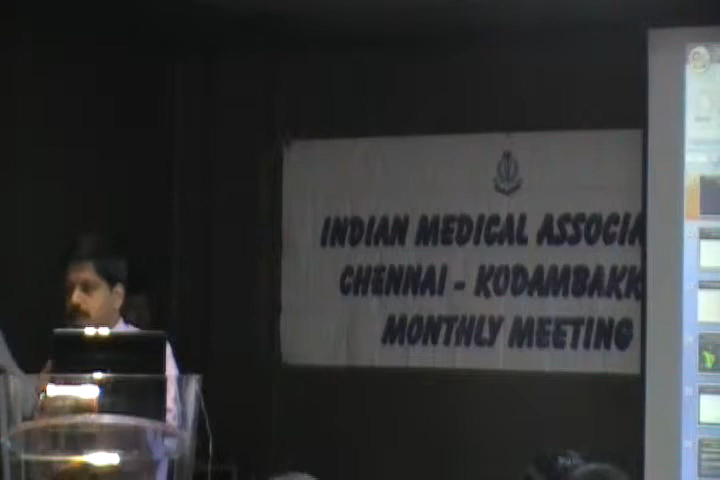 INDIAN MEDICAL ASSOCIA
CHENNAI - KODAMBAKK
MONTHLY MEETING